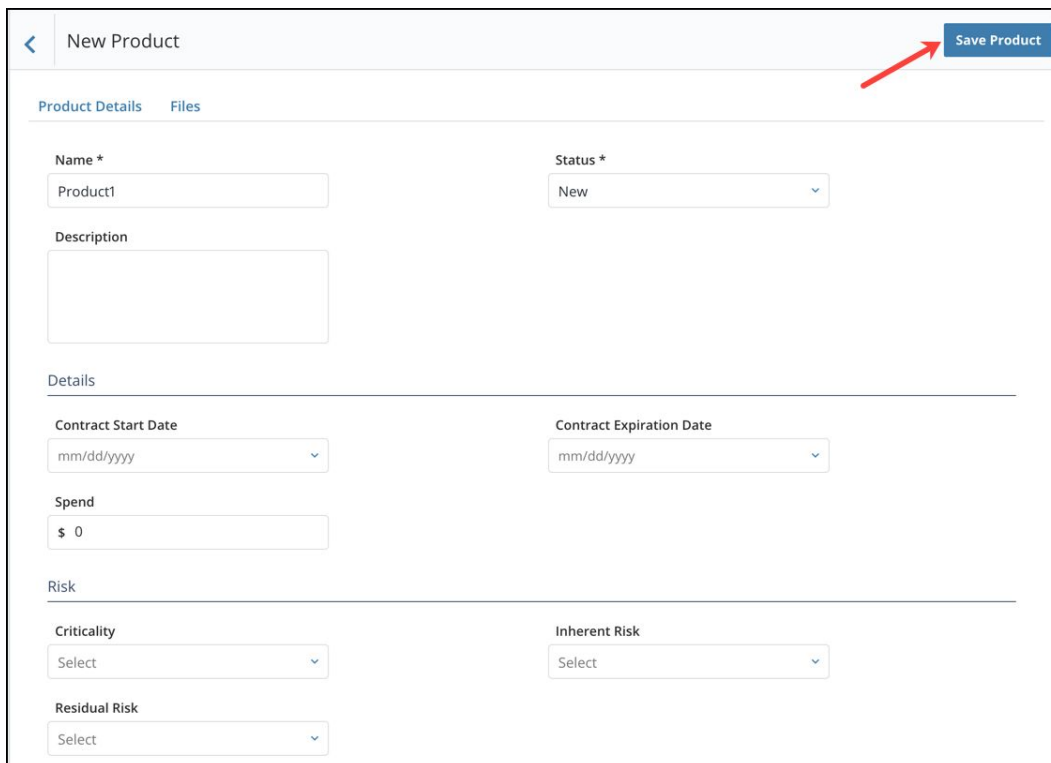 New Product
Save Product
Product Details Files
Name * Status *
Product1 New
Description
Details
Contract Start Date Contract Expiration Date
mm/dd/yyyy mm/dd/yyyy
Spend
$ 0
Risk
Criticality Inherent Risk
Select Select
Residual Risk
Select